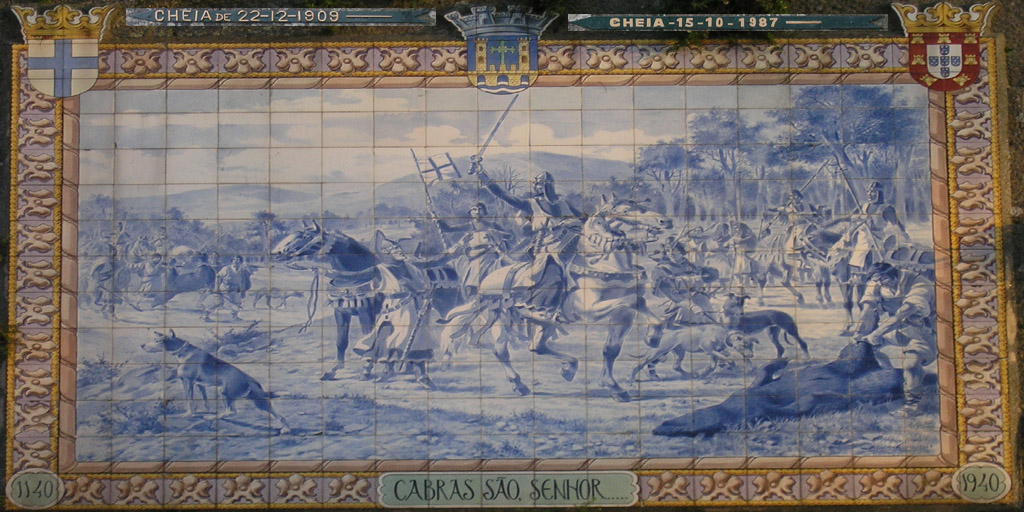 CHEIA DE 22-12-1909
CHEIA-15-10-1987
1140
CABRAS SÃO, SENHOR.....
1940